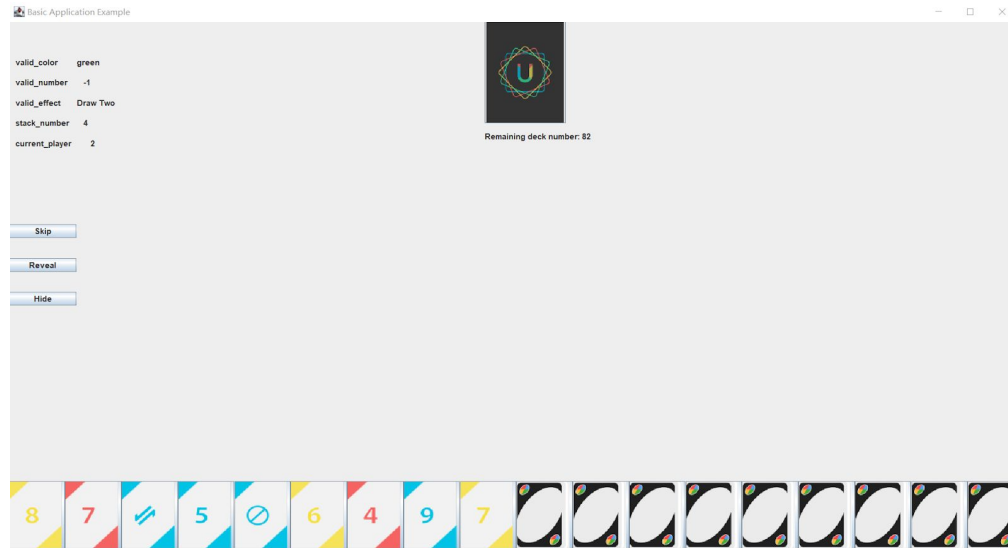 Basic Application Example
valid_color green
valid_number -1
valid_effect Draw Two
stack_number 4
current_player 2
U
Remaining deck number: 82
Skip
Reveal
Hide
8 7 5 6 4 9 7